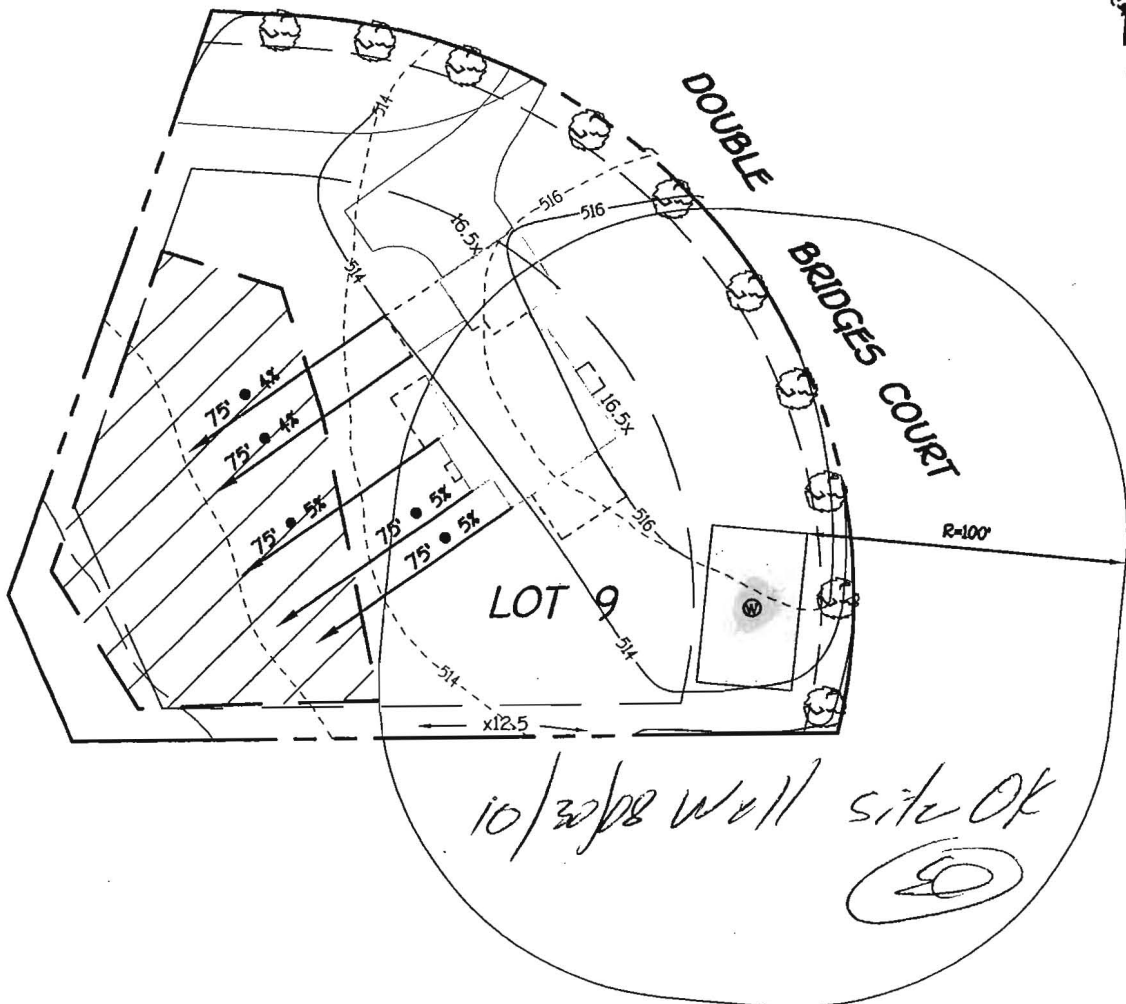 514
DOUBLE
BRIDGES COURT
516
516
16.5x
514
75' ● 4%
75' ● 4%
16.5x
75' ● 5%
75' ● 5%
75' ● 5%
516
R=100'
LOT 9
W
514
514
x12.5
10/30/08 Well site OK